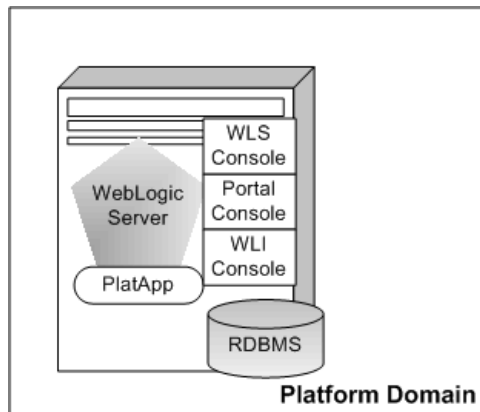 WLS
Console
WebLogic
Server
Portal
Console
WLI
Console
PlatApp
RDBMS
Platform Domain